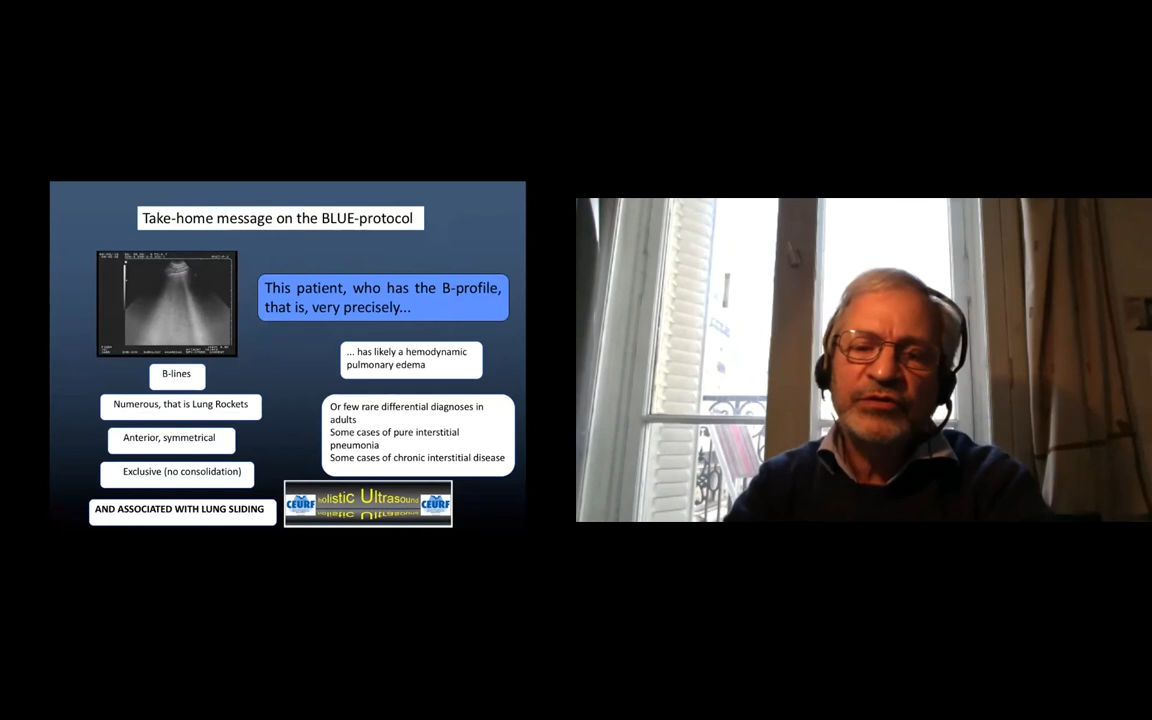 Take-home message on the BLUE-protocol
This patient, who has the B-profile,
that is, very precisely...
B-lines
Numerous, that is Lung Rockets
Anterior, symmetrical
Exclusive (no consolidation)
AND ASSOCIATED WITH LUNG SLIDING
... has likely a hemodynamic
pulmonary edema
Or few rare differential diagnoses in
adults
Some cases of pure interstitial
pneumonia
Some cases of chronic interstitial disease
CEURF holistic Ultrasound CEURF